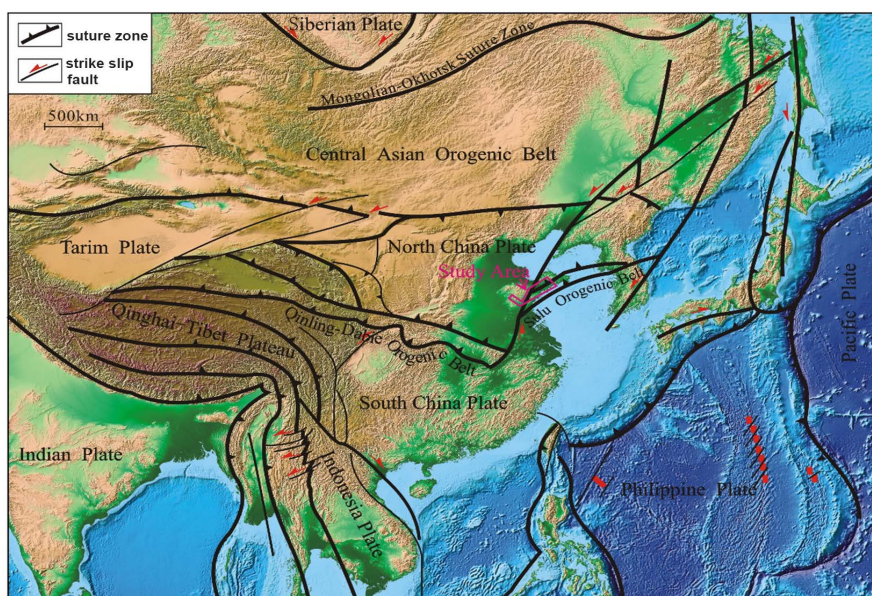 suture zone
strike slip
fault
500km
Siberian Plate
Mongolian-Okhotsk Suture Zone
Central Asian Orogenic Belt
Tarim Plate
North China Plate
Study Area
Sulu Orogenic Belt
Qinling-Dabie Orogenic Belt
Qinghai-Tibet Plateau
South China Plate
Indian Plate
Indonesia Plate
Philippine Plate
Pacific Plate